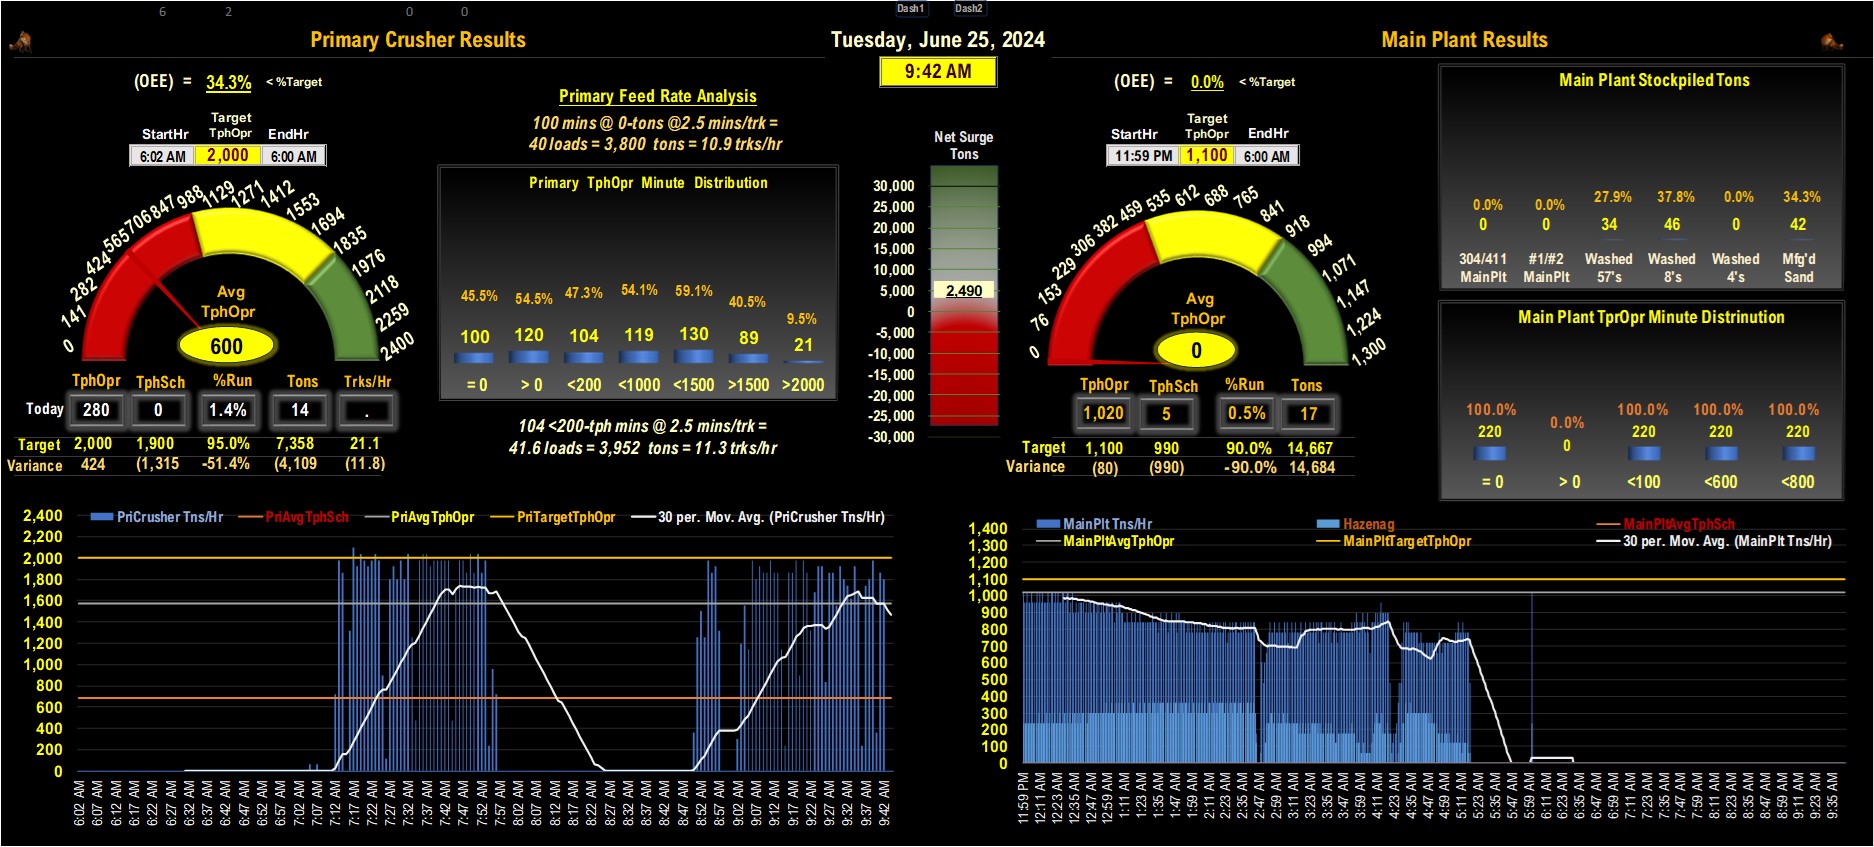 6 2 0 0 Dash1 Dash2
Primary Crusher Results
Tuesday, June 25, 2024
Main Plant Results
9:42 AM
(OEE) = 34.3% < %Target
Target
StartHr TphOpr EndHr
6:02 AM 2,000 6:00 AM
0 141 282 424 565 706 847 988 1129 1271 1412 1553 1694 1835 1976 2118 2259 2400
Avg
TphOpr
600
TphOpr TphSch %Run Tons Trks/Hr
Today 280 0 1.4% 14 .
Target 2,000 1,900 95.0% 7,358 21.1
Variance 424 (1,315 -51.4% (4,109 (11.8)
Primary Feed Rate Analysis
100 mins @ 0-tons @2.5 mins/trk =
40 loads = 3,800 tons = 10.9 trks/hr
Primary TphOpr Minute Distribution
45.5% 54.5% 47.3% 54.1% 59.1% 40.5% 9.5%
100 120 104 119 130 89 21
= 0 > 0 <200 <1000 <1500 >1500 >2000
104 <200-tph mins @ 2.5 mins/trk =
41.6 loads = 3,952 tons = 11.3 trks/hr
Net Surge
Tons
30,000
25,000
20,000
15,000
10,000
5,000
2,490
0
-5,000
-10,000
-15,000
-20,000
-25,000
-30,000
(OEE) = 0.0% < %Target
Target
StartHr TphOpr EndHr
11:59 PM 1,100 6:00 AM
0 76 153 229 306 382 459 535 612 688 765 841 918 994 1,071 1,147 1,224 1,300
Avg
TphOpr
0
TphOpr TphSch %Run Tons
1,020 5 0.5% 17
Target 1,100 990 90.0% 14,667
Variance (80) (990) -90.0% 14,684
Main Plant Stockpiled Tons
0.0% 0.0% 27.9% 37.8% 0.0% 34.3%
0 0 34 46 0 42
304/411 #1/#2 Washed Washed Washed Mfg'd
MainPlt MainPlt 57's 8's 4's Sand
Main Plant TprOpr Minute Distrinution
100.0% 0.0% 100.0% 100.0% 100.0%
220 0 220 220 220
= 0 > 0 <100 <600 <800
PriCrusher Tns/Hr PriAvgTphSch PriAvgTphOpr PriTargetTphOpr 30 per. Mov. Avg. (PriCrusher Tns/Hr)
2,400
2,200
2,000
1,800
1,600
1,400
1,200
1,000
800
600
400
200
0
6:02 AM 6:07 AM 6:12 AM 6:17 AM 6:22 AM 6:27 AM 6:32 AM 6:37 AM 6:42 AM 6:47 AM 6:52 AM 6:57 AM 7:02 AM 7:07 AM 7:12 AM 7:17 AM 7:22 AM 7:27 AM 7:32 AM 7:37 AM 7:42 AM 7:47 AM 7:52 AM 7:57 AM 8:02 AM 8:07 AM 8:12 AM 8:17 AM 8:22 AM 8:27 AM 8:32 AM 8:37 AM 8:42 AM 8:47 AM 8:52 AM 8:57 AM 9:02 AM 9:07 AM 9:12 AM 9:17 AM 9:22 AM 9:27 AM 9:32 AM 9:37 AM 9:42 AM
MainPlt Tns/Hr Hazenag MainPltAvgTphSch
MainPltAvgTphOpr MainPltTargetTphOpr 30 per. Mov. Avg. (MainPlt Tns/Hr)
1,400
1,300
1,200
1,100
1,000
900
800
700
600
500
400
300
200
100
0
11:59 PM 12:11 AM 12:23 AM 12:35 AM 12:47 AM 12:59 AM 1:11 AM 1:23 AM 1:35 AM 1:47 AM 1:59 AM 2:11 AM 2:23 AM 2:35 AM 2:47 AM 2:59 AM 3:11 AM 3:23 AM 3:35 AM 3:47 AM 3:59 AM 4:11 AM 4:23 AM 4:35 AM 4:47 AM 4:59 AM 5:11 AM 5:23 AM 5:35 AM 5:47 AM 5:59 AM 6:11 AM 6:23 AM 6:35 AM 6:47 AM 6:59 AM 7:11 AM 7:23 AM 7:35 AM 7:47 AM 7:59 AM 8:11 AM 8:23 AM 8:35 AM 8:47 AM 8:59 AM 9:11 AM 9:23 AM 9:35 AM